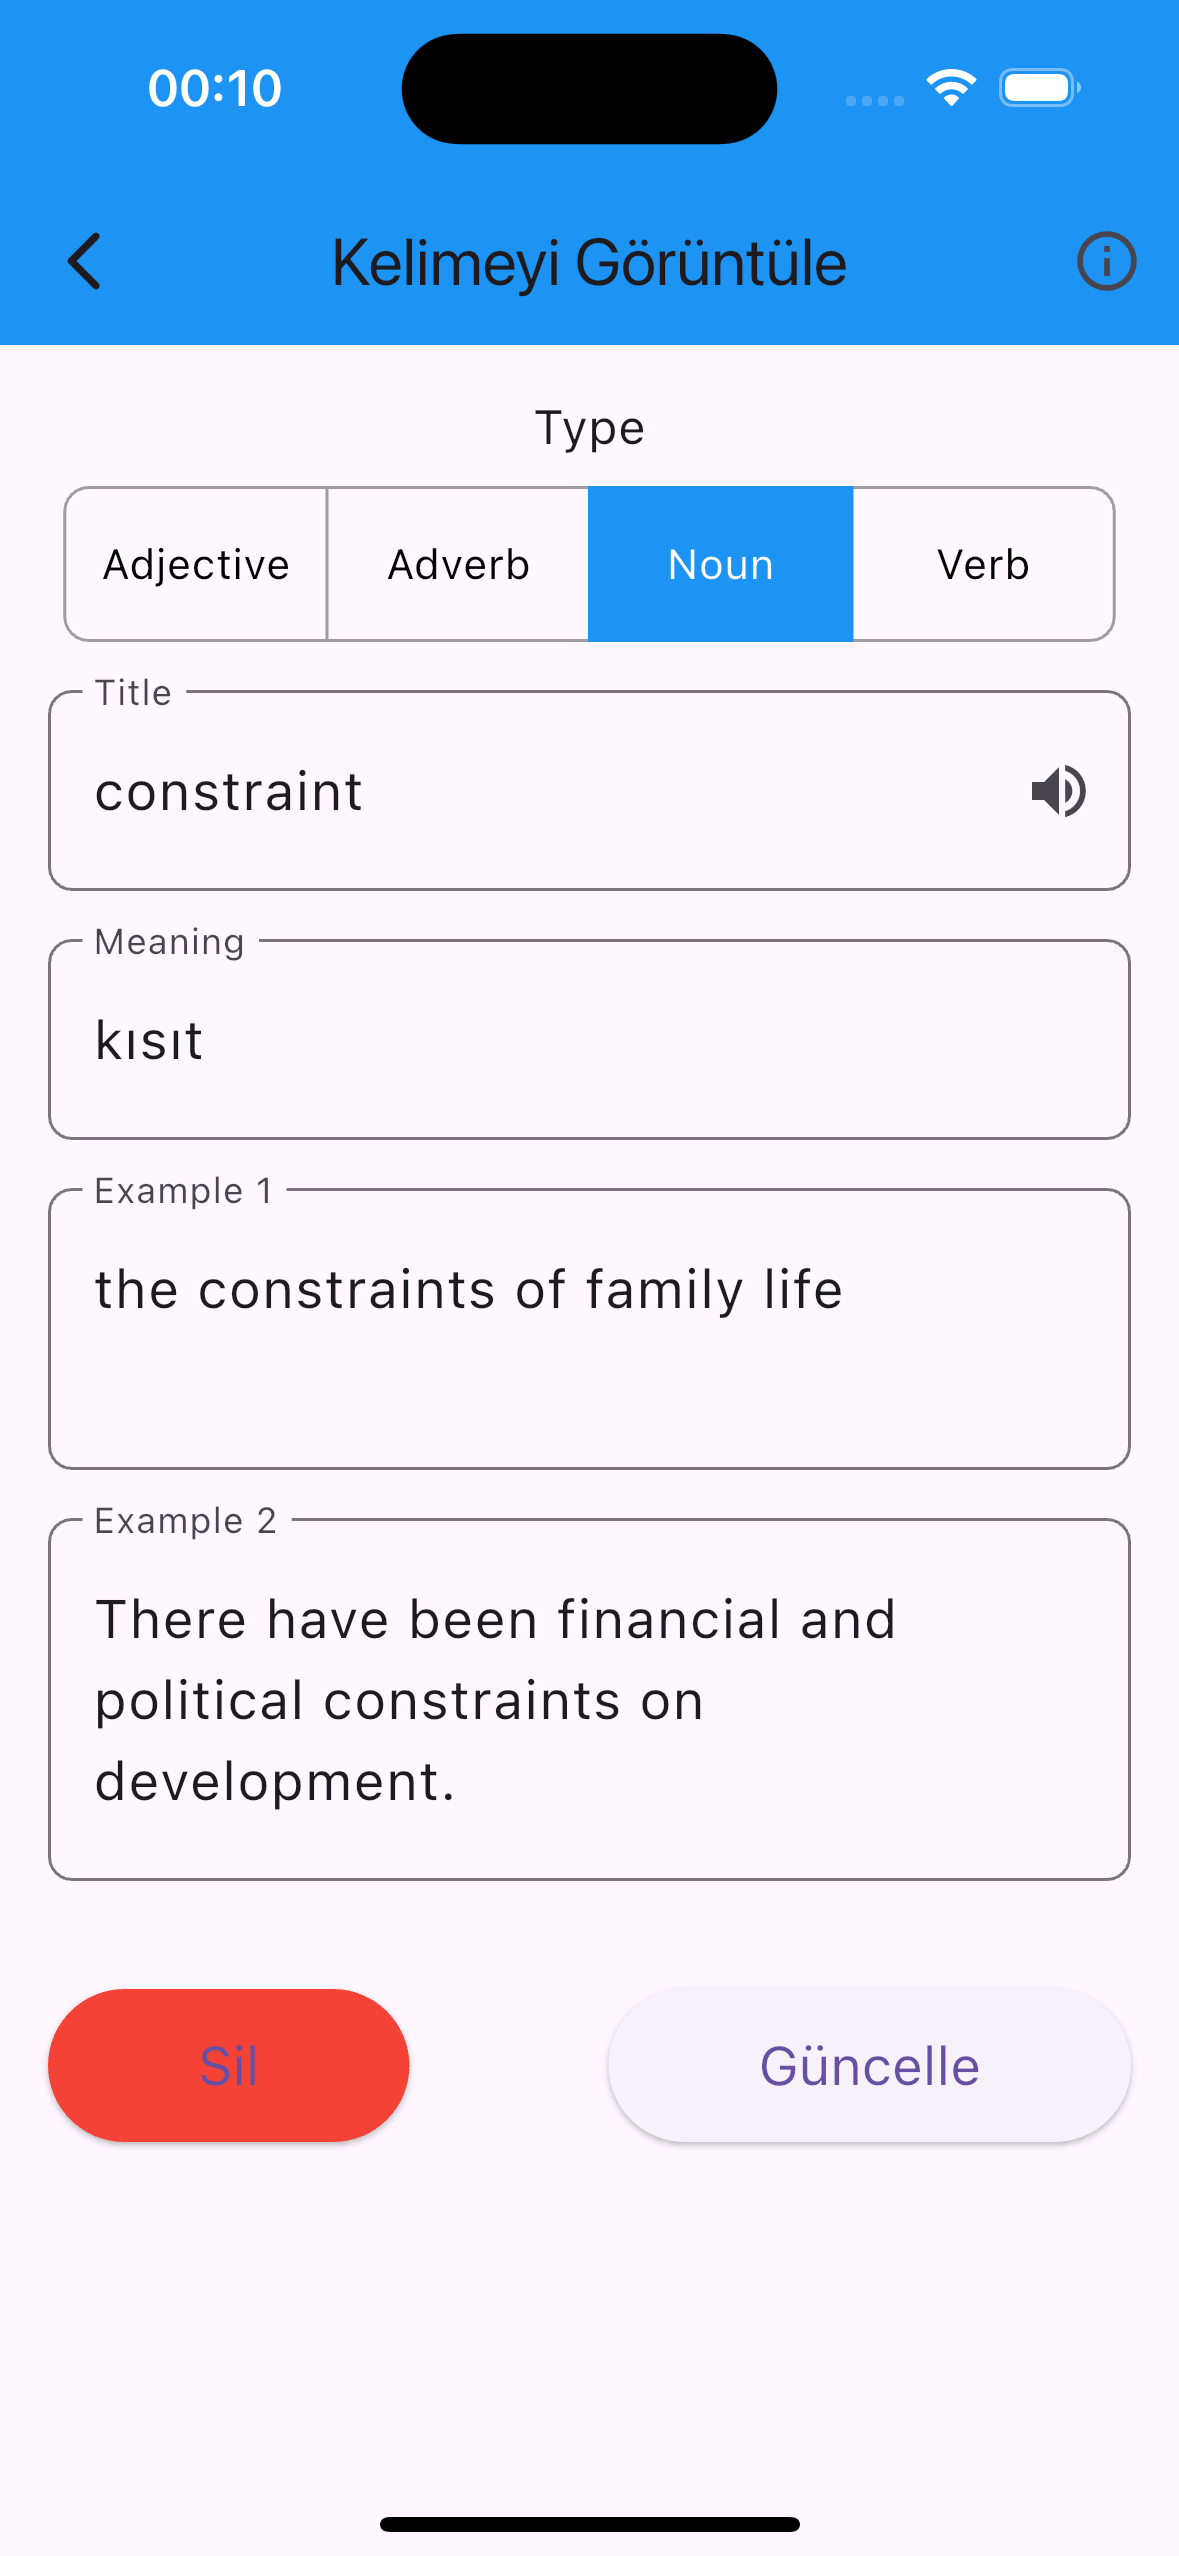 00:10
Kelimeyi Görüntüle
Type
Adjective Adverb Noun Verb
Title
constraint
Meaning
kısıt
Example 1
the constraints of family life
Example 2
There have been financial and
political constraints on
development.
Sil Güncelle